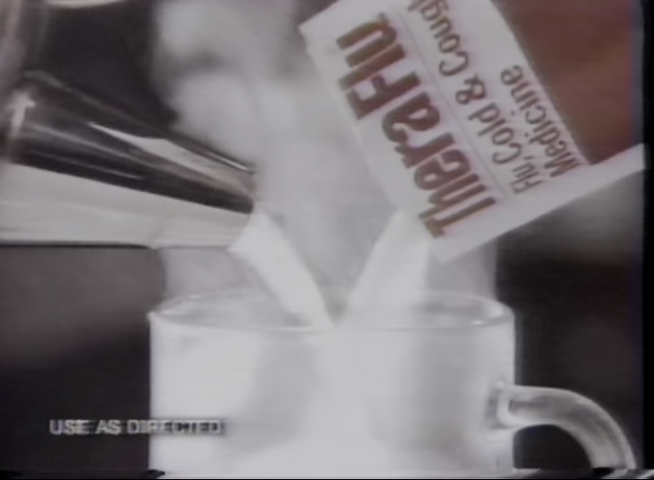 TheraFlu
Flu, Cold & Cough
Medicine
USE AS DIRECTED